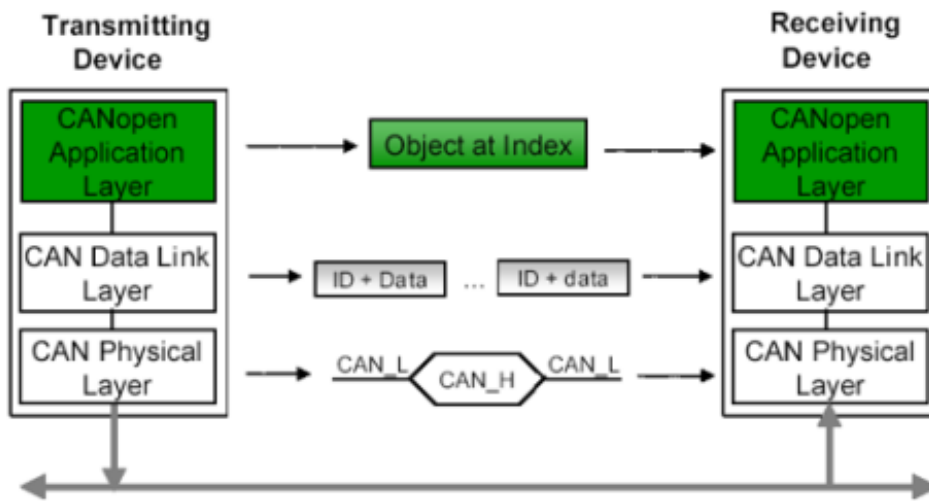 Transmitting
Device
Receiving
Device
CANopen
Application
Layer
Object at Index
CANopen
Application
Layer
CAN Data Link
Layer
ID + Data
...
ID + data
CAN Data Link
Layer
CAN Physical
Layer
CAN_L
CAN_H
CAN_L
CAN Physical
Layer